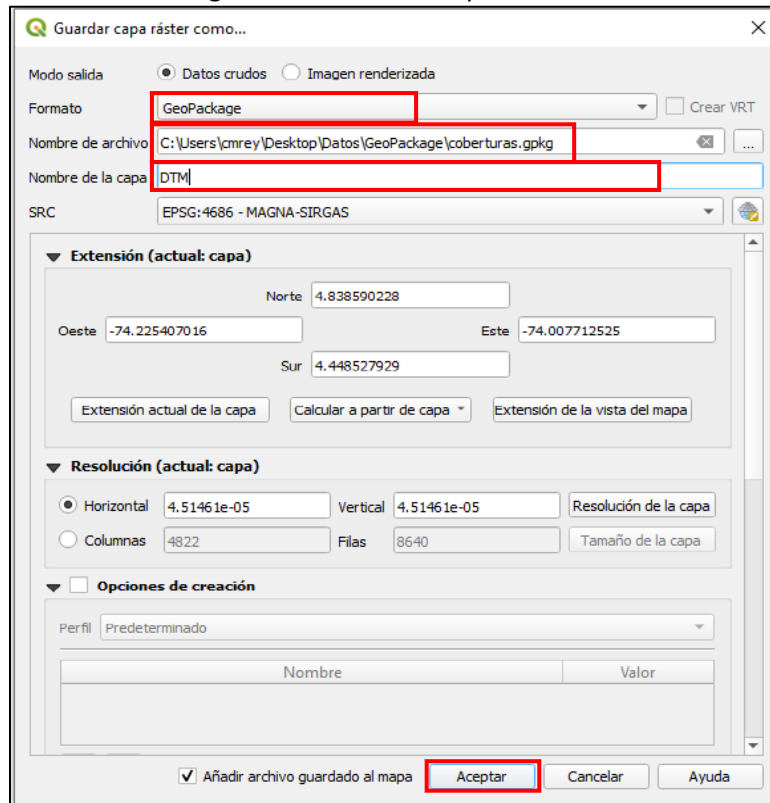 Guardar capa ráster como...
Modo salida Datos crudos Imagen renderizada
Formato GeoPackage Crear VRT
Nombre de archivo C:\Users\cmrey\Desktop\Datos\GeoPackage\coberturas.gpkg ...
Nombre de la capa DTM
SRC EPSG:4686 - MAGNA-SIRGAS
Extensión (actual: capa)
Norte 4.838590228
Oeste -74.225407016 Este -74.007712525
Sur 4.448527929
Extensión actual de la capa Calcular a partir de capa Extensión de la vista del mapa
Resolución (actual: capa)
Horizontal 4.51461e-05 Vertical 4.51461e-05 Resolución de la capa
Columnas 4822 Filas 8640 Tamaño de la capa
Opciones de creación
Perfil Predeterminado
Nombre Valor
Añadir archivo guardado al mapa Aceptar Cancelar Ayuda